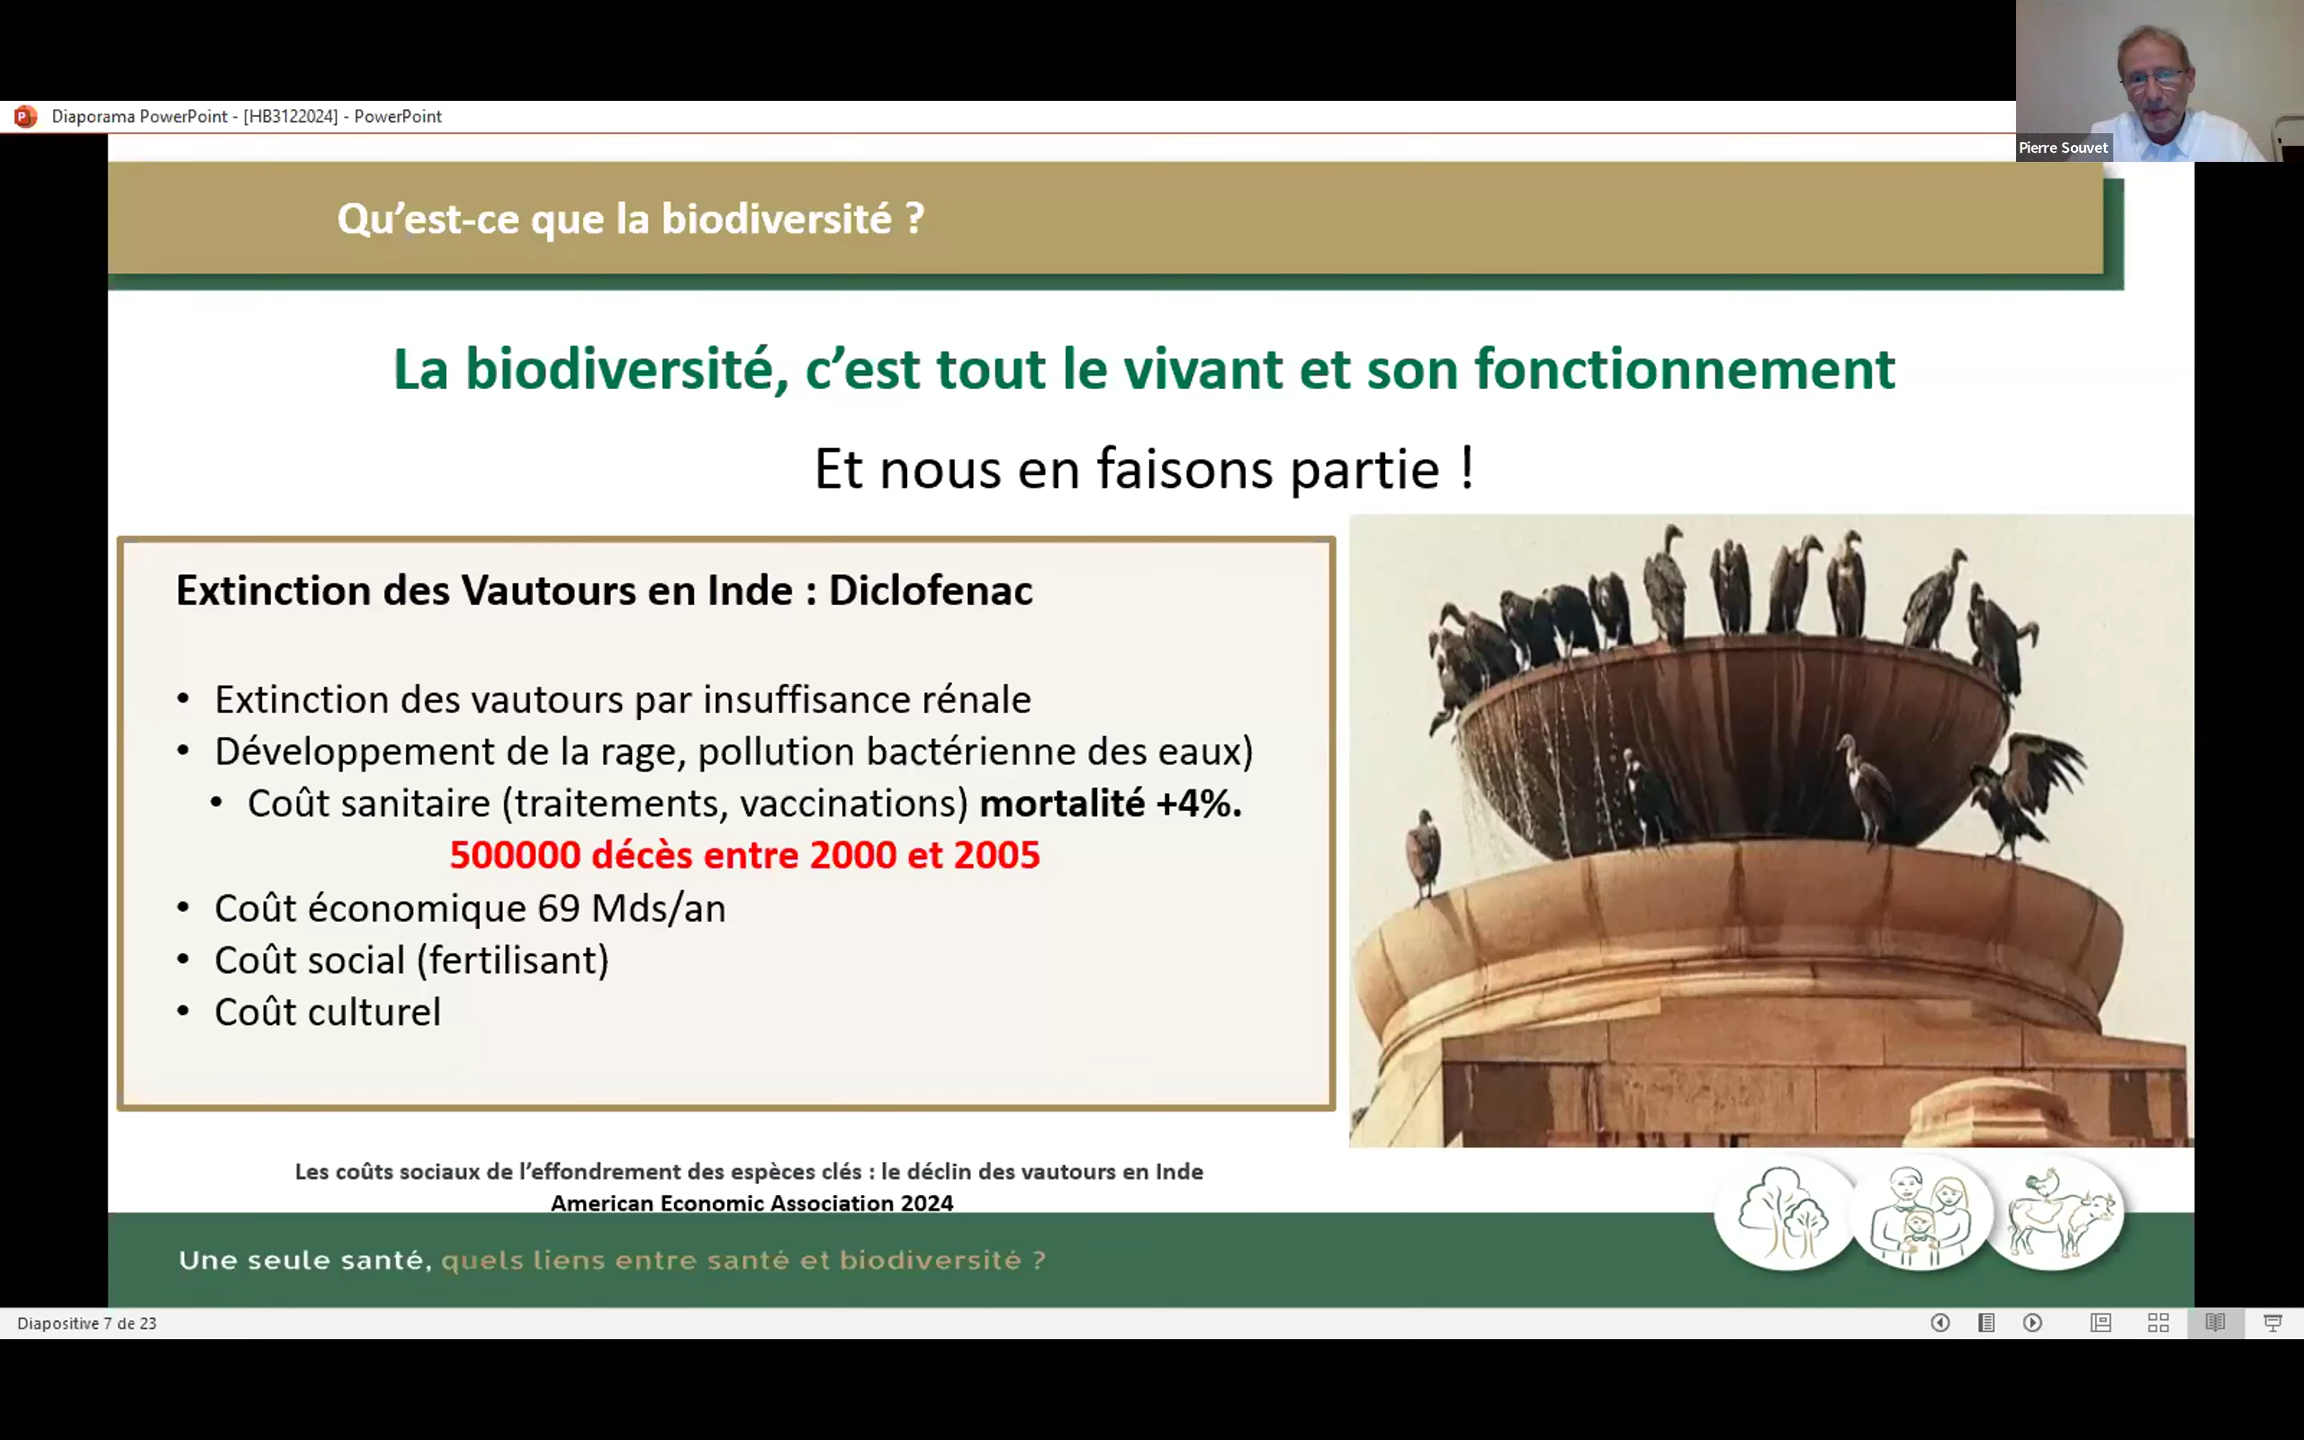 Diaporama PowerPoint - [HB3122024] - PowerPoint
Pierre Souvet
Qu’est-ce que la biodiversité ?
La biodiversité, c’est tout le vivant et son fonctionnement
Et nous en faisons partie !
Extinction des Vautours en Inde : Diclofenac
• Extinction des vautours par insuffisance rénale
• Développement de la rage, pollution bactérienne des eaux)
• Coût sanitaire (traitements, vaccinations) mortalité +4%.
500000 décès entre 2000 et 2005
• Coût économique 69 Mds/an
• Coût social (fertilisant)
• Coût culturel
Les coûts sociaux de l’effondrement des espèces clés : le déclin des vautours en Inde
American Economic Association 2024
Une seule santé, quels liens entre santé et biodiversité ?
Diapositive 7 de 23